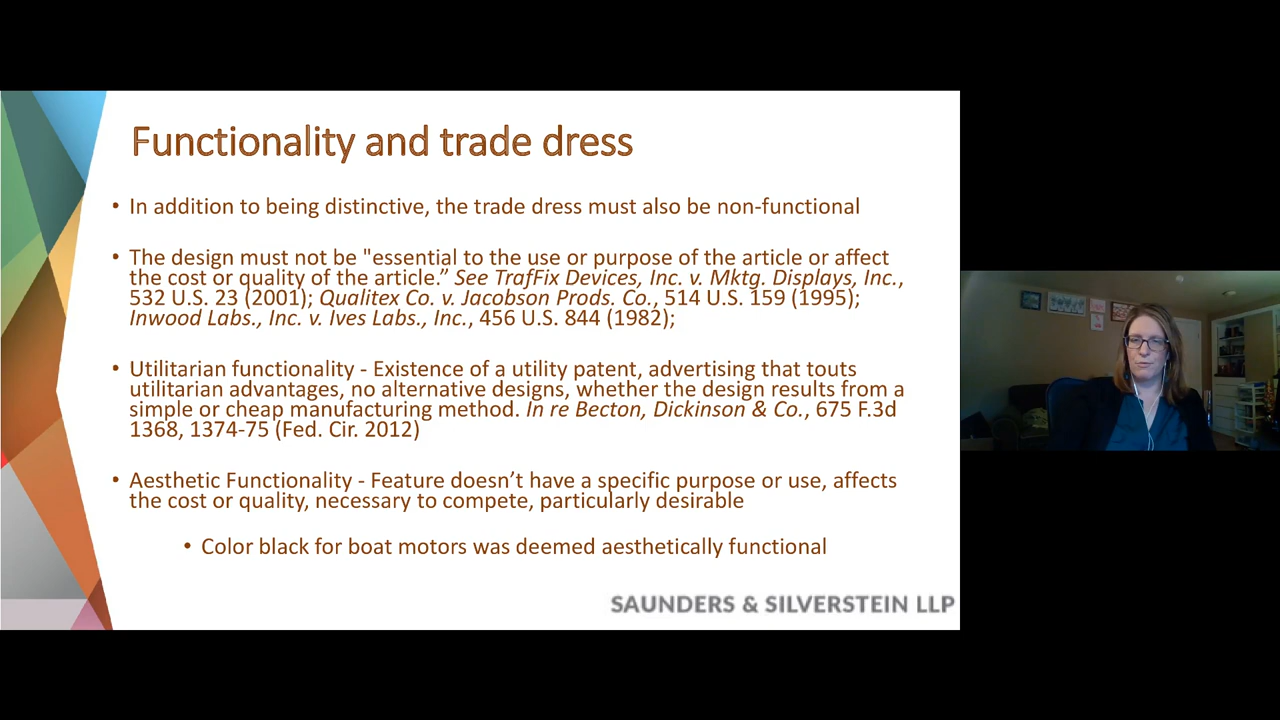 Functionality and trade dress
• In addition to being distinctive, the trade dress must also be non-functional
• The design must not be "essential to the use or purpose of the article or affect
the cost or quality of the article.” See TrafFix Devices, Inc. v. Mktg. Displays, Inc.,
532 U.S. 23 (2001); Qualitex Co. v. Jacobson Prods. Co., 514 U.S. 159 (1995);
Inwood Labs., Inc. v. Ives Labs., Inc., 456 U.S. 844 (1982);
• Utilitarian functionality - Existence of a utility patent, advertising that touts
utilitarian advantages, no alternative designs, whether the design results from a
simple or cheap manufacturing method. In re Becton, Dickinson & Co., 675 F.3d
1368, 1374-75 (Fed. Cir. 2012)
• Aesthetic Functionality - Feature doesn’t have a specific purpose or use, affects
the cost or quality, necessary to compete, particularly desirable
• Color black for boat motors was deemed aesthetically functional
SAUNDERS & SILVERSTEIN LLP